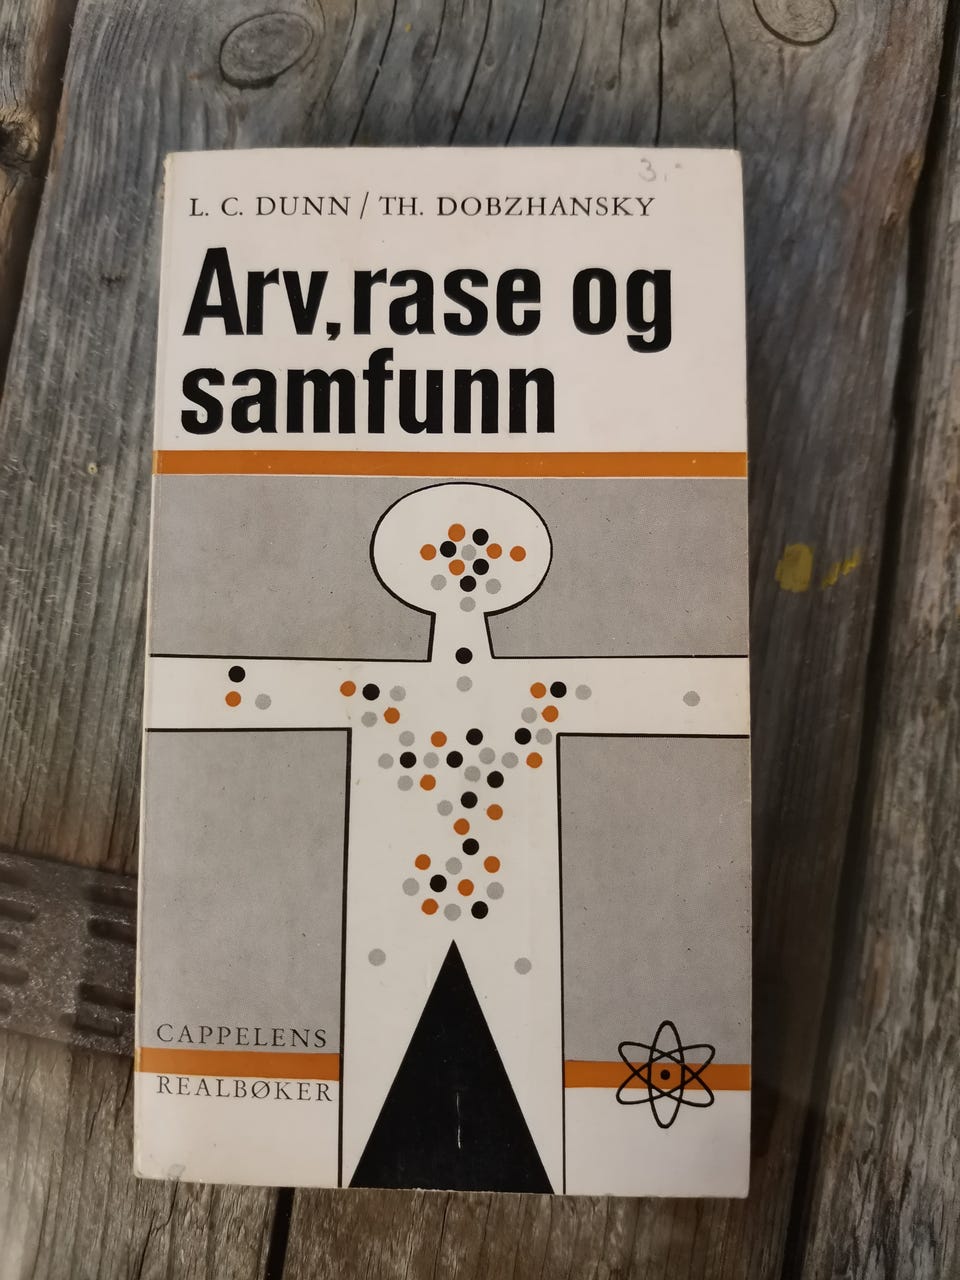 3,-
L. C. DUNN / TH. DOBZHANSKY
Arv, rase og
samfunn
CAPPELENS
REALBØKER